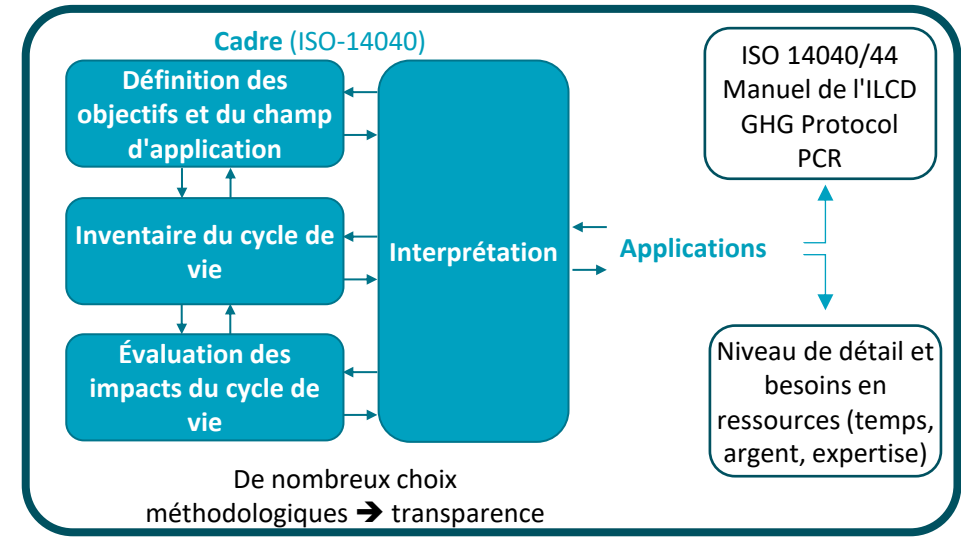 Cadre (ISO-14040)
Définition des
objectifs et du champ
d'application
Inventaire du cycle de
vie
Évaluation des
impacts du cycle de
vie
Interprétation
Applications
ISO 14040/44
Manuel de l'ILCD
GHG Protocol
PCR
Niveau de détail et
besoins en
ressources (temps,
argent, expertise)
De nombreux choix
méthodologiques ➔ transparence